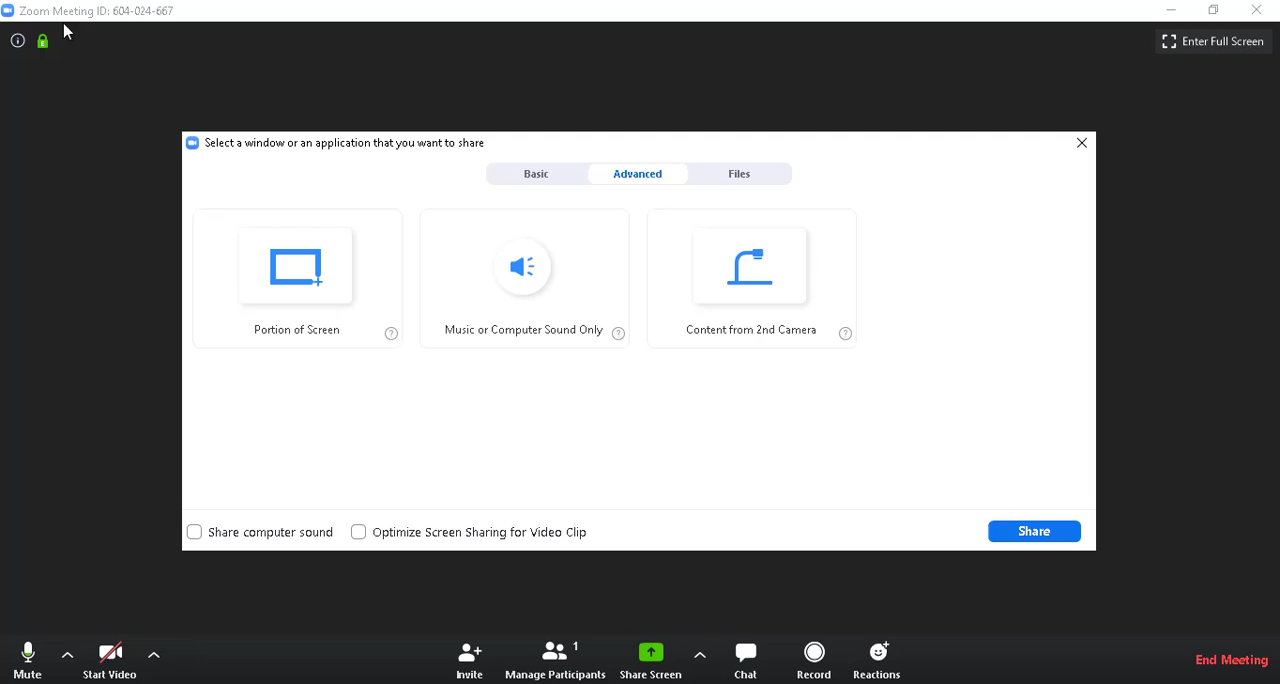 Zoom Meeting ID: 604-024-667
Enter Full Screen
Select a window or an application that you want to share
Basic
Advanced
Files
Portion of Screen
?
Music or Computer Sound Only
?
Content from 2nd Camera
?
Share computer sound
Optimize Screen Sharing for Video Clip
Share
Mute
Start Video
Invite
1
Manage Participants
Share Screen
Chat
Record
Reactions
End Meeting